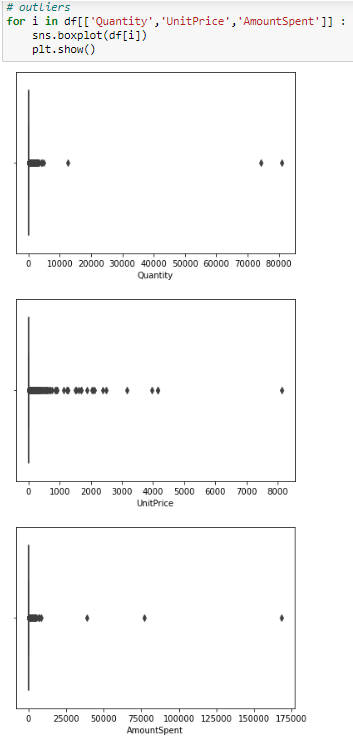 # outliers
for i in df[['Quantity','UnitPrice','AmountSpent']] :
    sns.boxplot(df[i])
    plt.show()
0 10000 20000 30000 40000 50000 60000 70000 80000
Quantity
0 1000 2000 3000 4000 5000 6000 7000 8000
UnitPrice
0 25000 50000 75000 100000 125000 150000 175000
AmountSpent